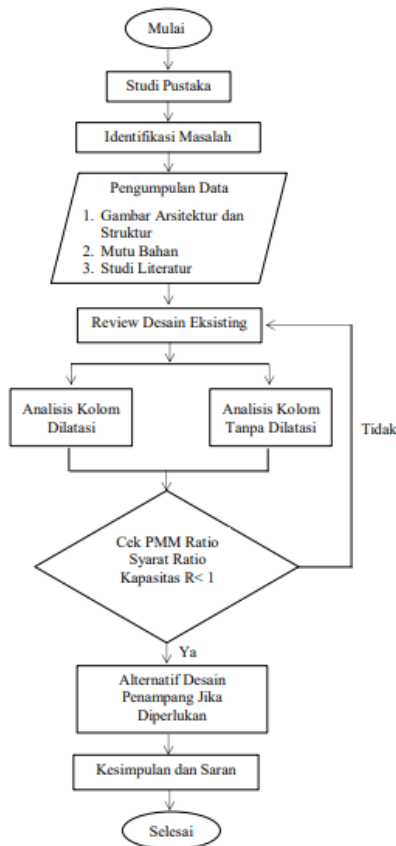 Mulai
Studi Pustaka
Identifikasi Masalah
Pengumpulan Data
1. Gambar Arsitektur dan
Struktur
2. Mutu Bahan
3. Studi Literatur
Review Desain Eksisting
Analisis Kolom
Dilatasi
Analisis Kolom
Tanpa Dilatasi
Tidak
Cek PMM Ratio
Syarat Ratio
Kapasitas R< 1
Ya
Alternatif Desain
Penampang Jika
Diperlukan
Kesimpulan dan Saran
Selesai